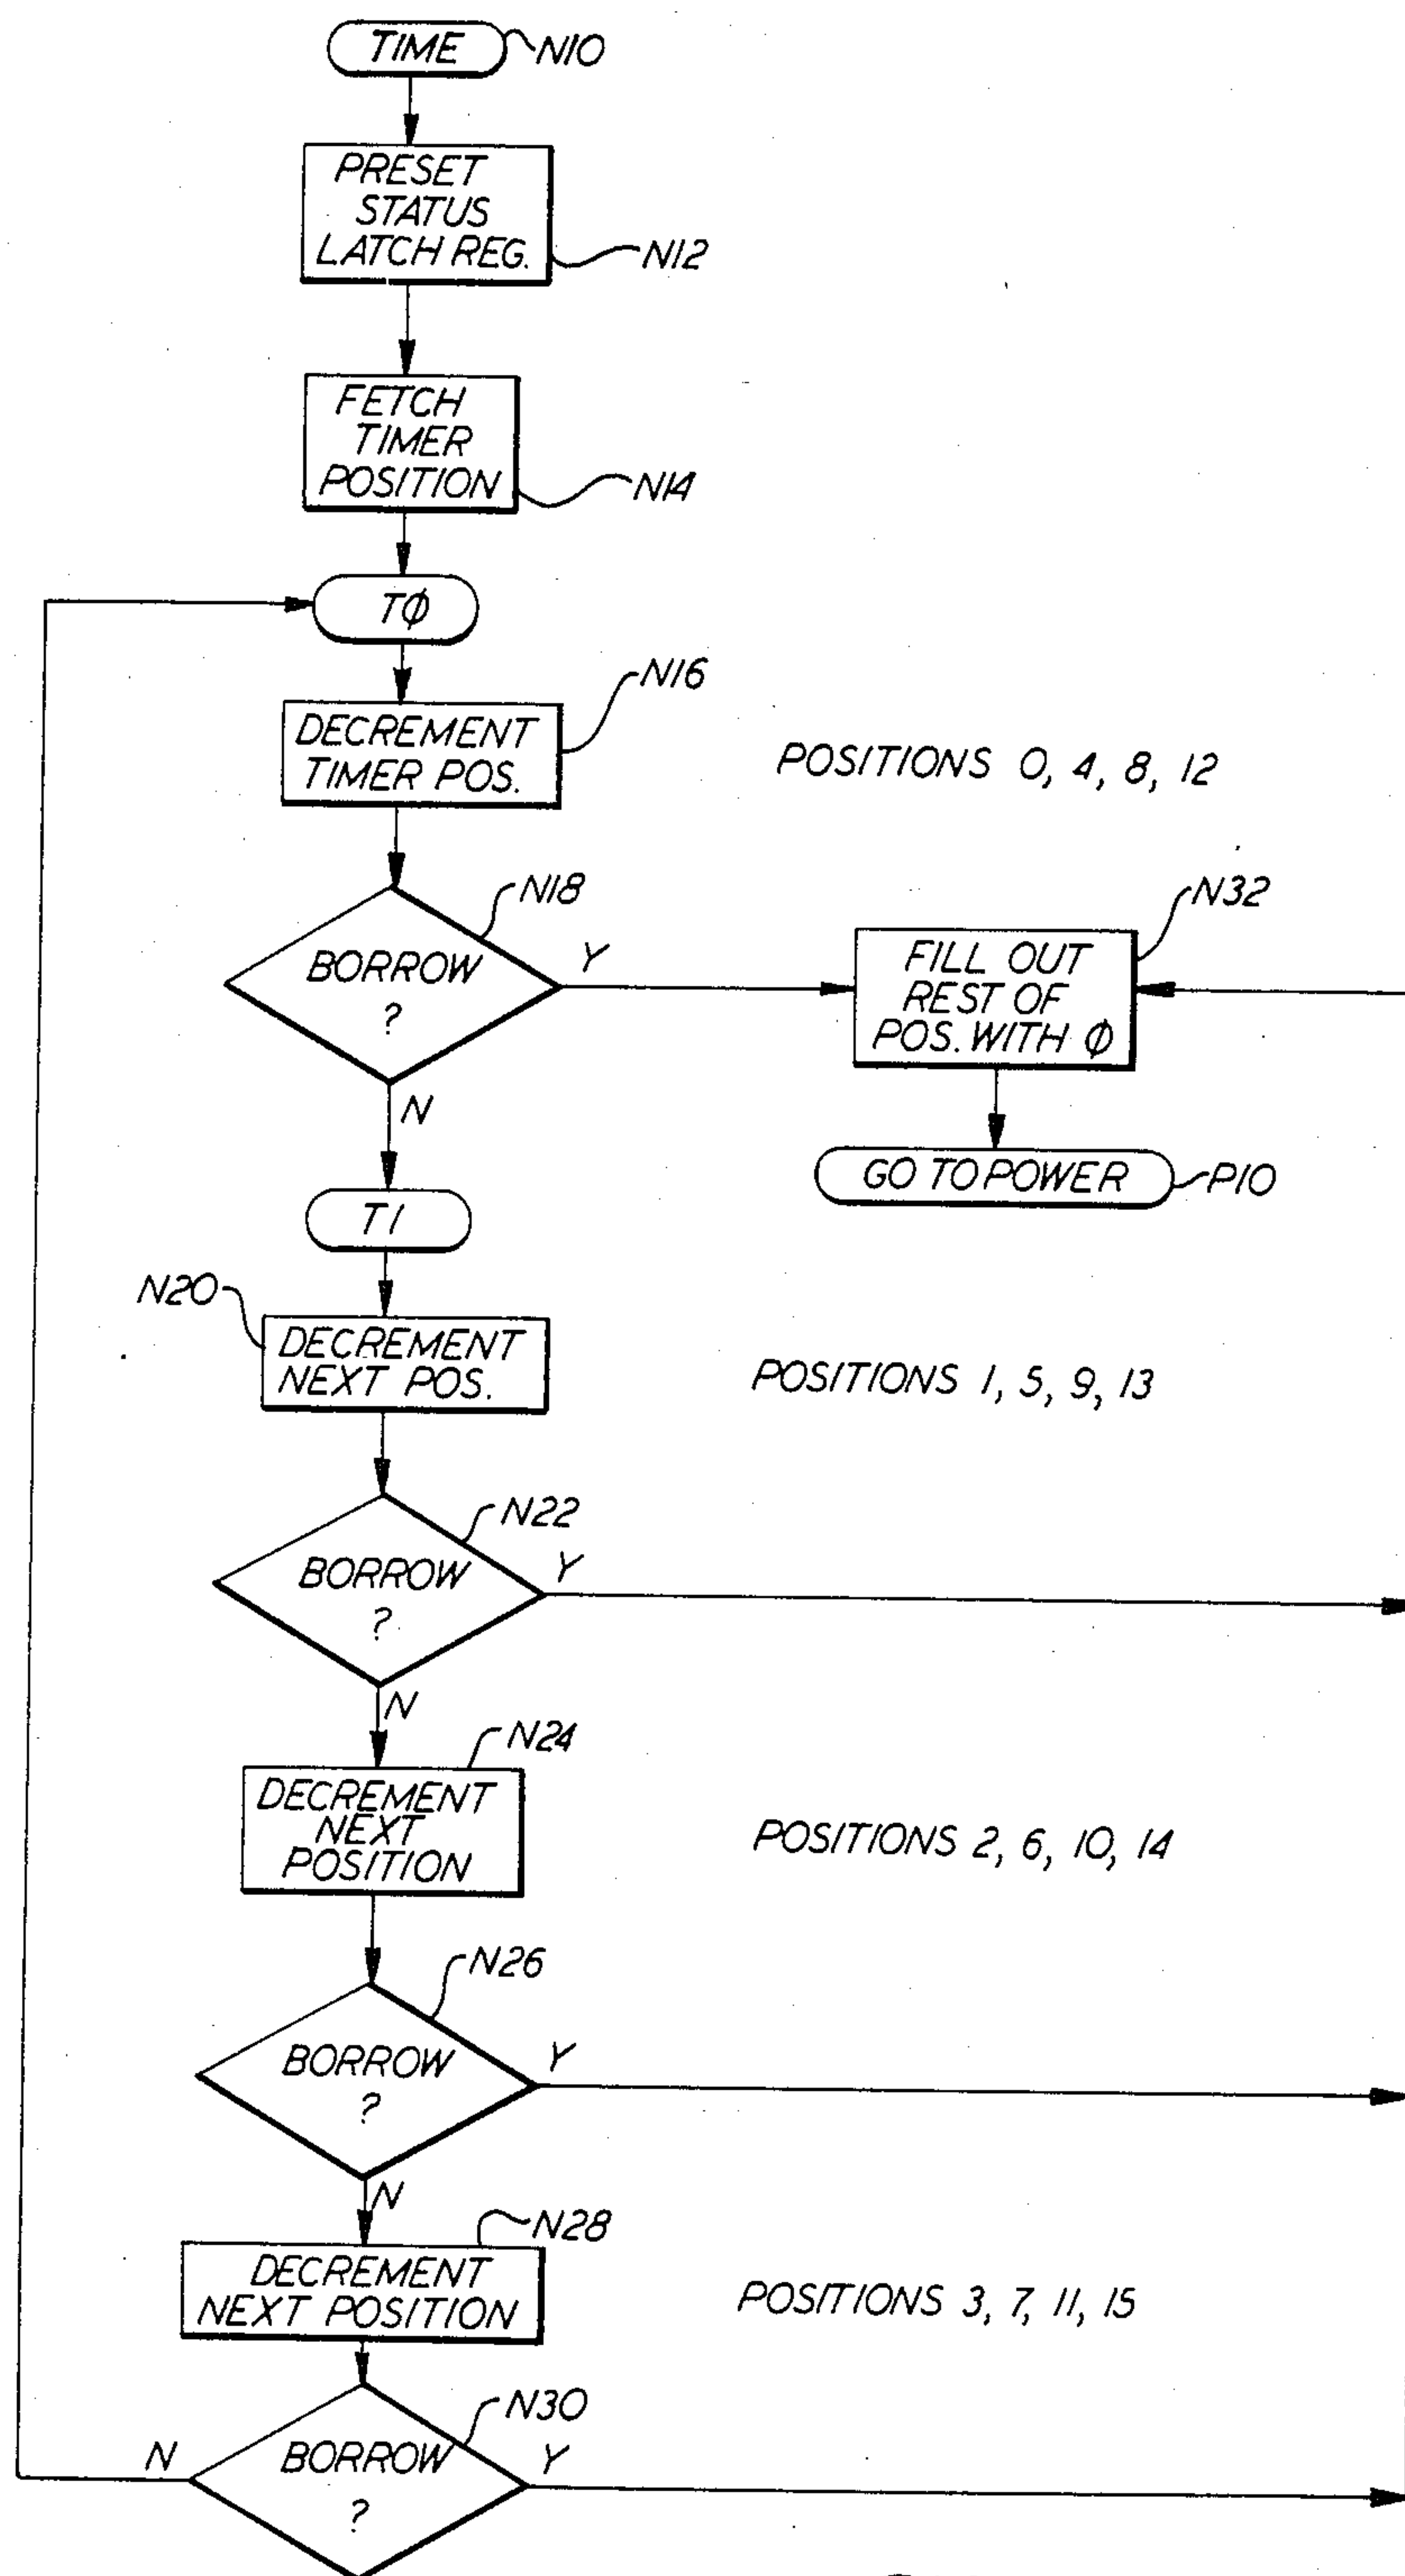 TIME
N10
PRESET
STATUS
LATCH REG.
N12
FETCH
TIMER
POSITION
N14
TØ
N16
DECREMENT
TIMER POS.
POSITIONS 0, 4, 8, 12
N18
BORROW
?
Y
N
N32
FILL OUT
REST OF
POS. WITH Ø
GO TO POWER
P10
T1
N20
DECREMENT
NEXT POS.
POSITIONS 1, 5, 9, 13
N22
BORROW
?
Y
N
N24
DECREMENT
NEXT
POSITION
POSITIONS 2, 6, 10, 14
N26
BORROW
?
Y
N
N28
DECREMENT
NEXT POSITION
POSITIONS 3, 7, 11, 15
N30
BORROW
?
N
Y